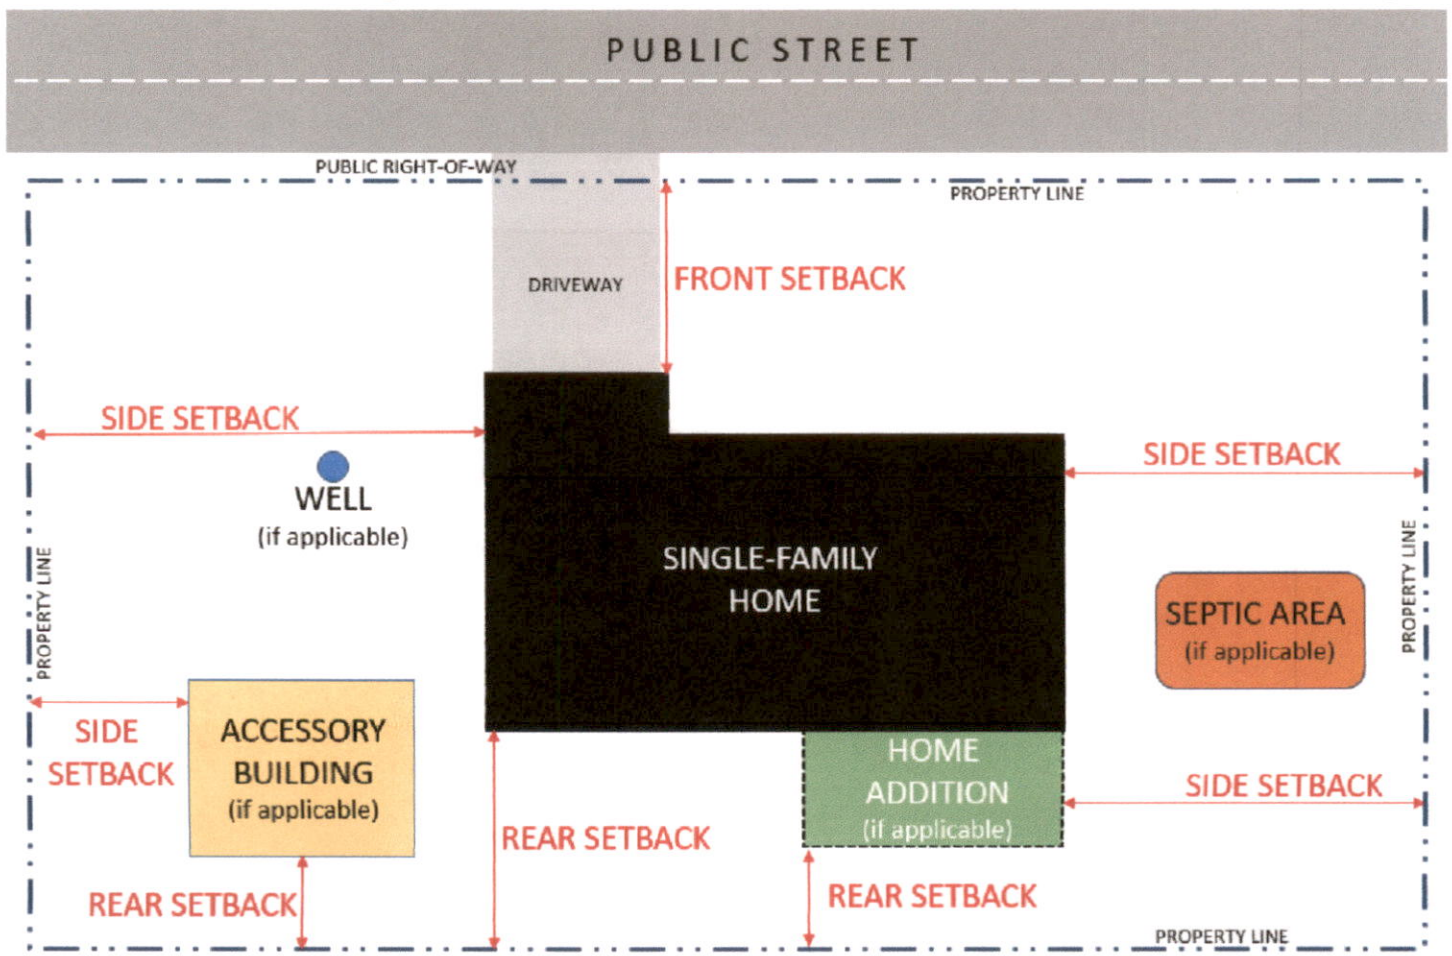 PUBLIC STREET
PUBLIC RIGHT-OF-WAY
PROPERTY LINE
DRIVEWAY
FRONT SETBACK
SIDE SETBACK
SIDE SETBACK
WELL
(if applicable)
SINGLE-FAMILY
HOME
PROPERTY LINE
PROPERTY LINE
SEPTIC AREA
(if applicable)
SIDE
SETBACK
ACCESSORY
BUILDING
(if applicable)
HOME
ADDITION
(if applicable)
SIDE SETBACK
REAR SETBACK
REAR SETBACK
REAR SETBACK
PROPERTY LINE